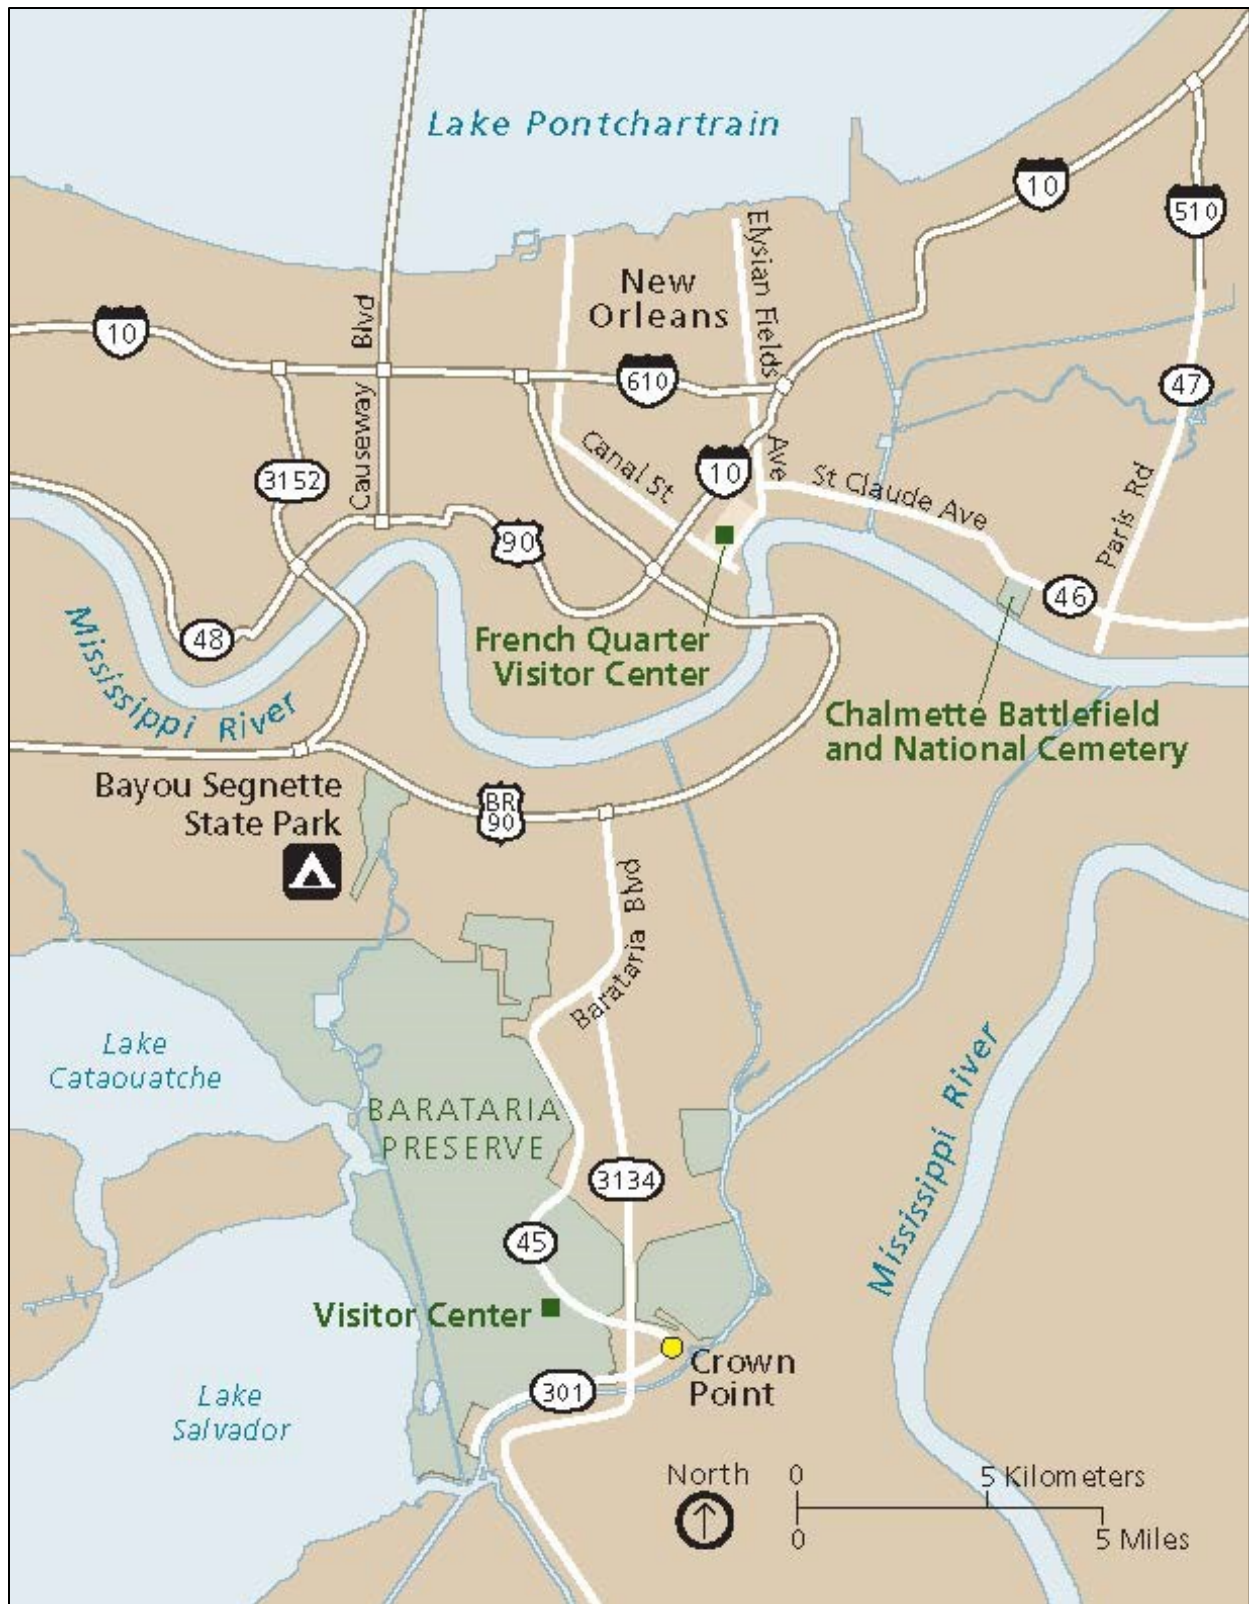 Lake Pontchartrain
10
510
Elysian Fields
Ave
New
Orleans
10
Causeway Blvd
610
47
3152
Canal St
10
St Claude Ave
Paris Rd
90
46
48
Mississippi River
French Quarter
Visitor Center
Chalmette Battlefield
and National Cemetery
Bayou Segnette
State Park
BR
90
Barataria Blvd
Lake
Cataouatche
BARATARIA
PRESERVE
Mississippi River
3134
45
Visitor Center
Crown
Point
301
Lake
Salvador
North
0
5 Kilometers
0
5 Miles